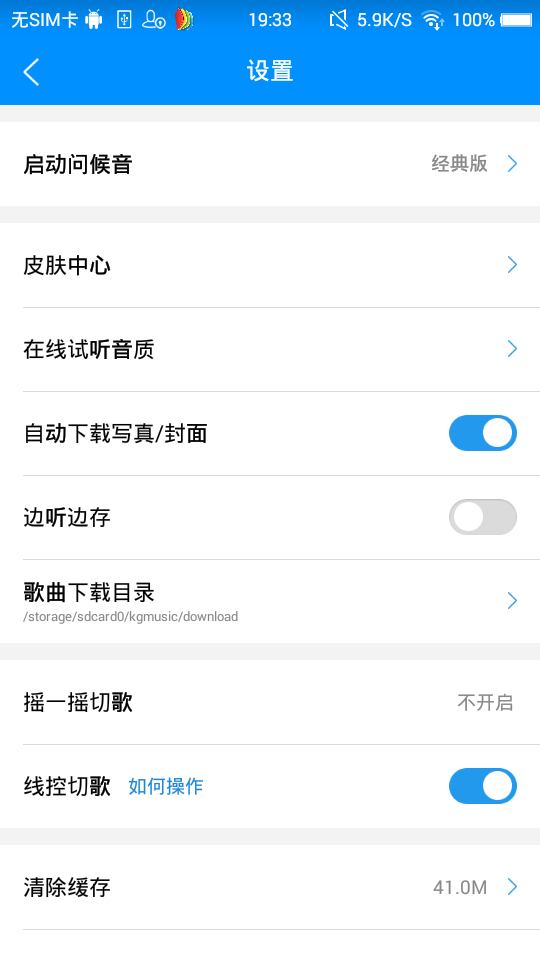 无SIM卡 19:33 5.9K/S 100%
设置
启动问候音 经典版
皮肤中心
在线试听音质
自动下载写真/封面
边听边存
歌曲下载目录
/storage/sdcard0/kgmusic/download
摇一摇切歌 不开启
线控切歌 如何操作
清除缓存 41.0M